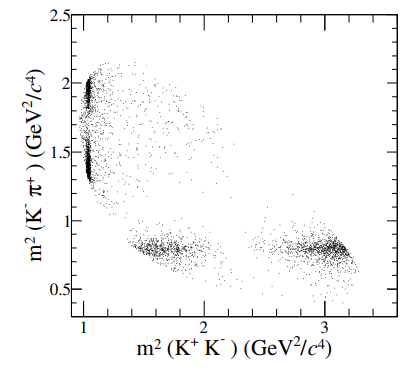 2.5
2
1.5
1
0.5
m² (K⁻ π⁺) (GeV²/c⁴)
1 2 3
m² (K⁺ K⁻) (GeV²/c⁴)